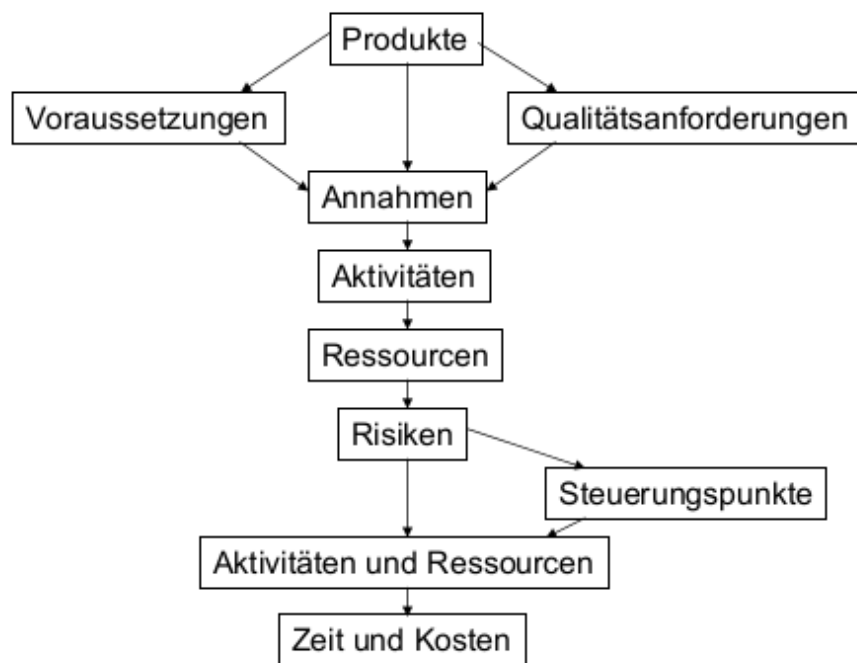 Produkte
Voraussetzungen
Qualitätsanforderungen
Annahmen
Aktivitäten
Ressourcen
Risiken
Steuerungspunkte
Aktivitäten und Ressourcen
Zeit und Kosten